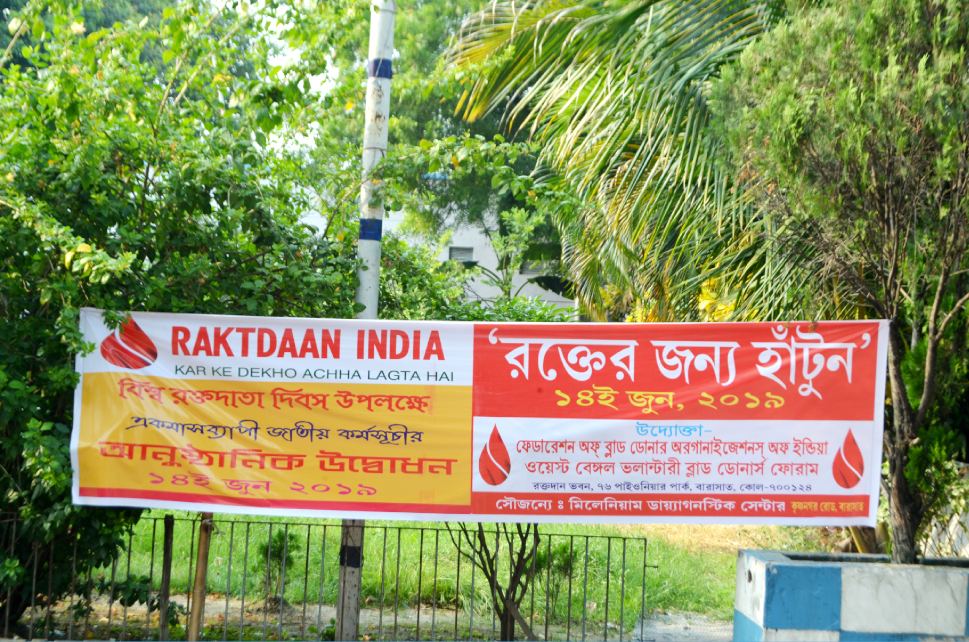 RAKTDAAN INDIA
KAR KE DEKHO ACHHA LAGTA HAI
বিশ্ব রক্তদাতা দিবস উপলক্ষে
একমাসব্যাপী জাতীয় কর্মসূচীর
আনুষ্ঠানিক উদ্বোধন
১৪ই জুন ২০১৯
‘রক্তের জন্য হাঁটুন’
১৪ই জুন, ২০১৯
উদ্যোক্তা-
ফেডারেশন অফ্ ব্লাড ডোনার অরগানাইজেশনস্ অফ ইন্ডিয়া
ওয়েস্ট বেঙ্গল ভলান্টারী ব্লাড ডোনার্স ফোরাম
রক্তদান ভবন, ৭৬ পাইওনিয়ার পার্ক, বারাসাত, কোল-৭০০১২৪
সৌজন্যে ঃ মিলেনিয়াম ডায়্যাগনস্টিক সেন্টার কৃষ্ণনগর রোড, বারাসাত